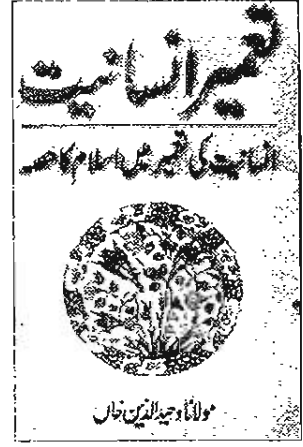 تعمیر انسانیت
انسانیت کی تعمیر میں اسلام کا حصہ
مولانا وحید الدین خاں